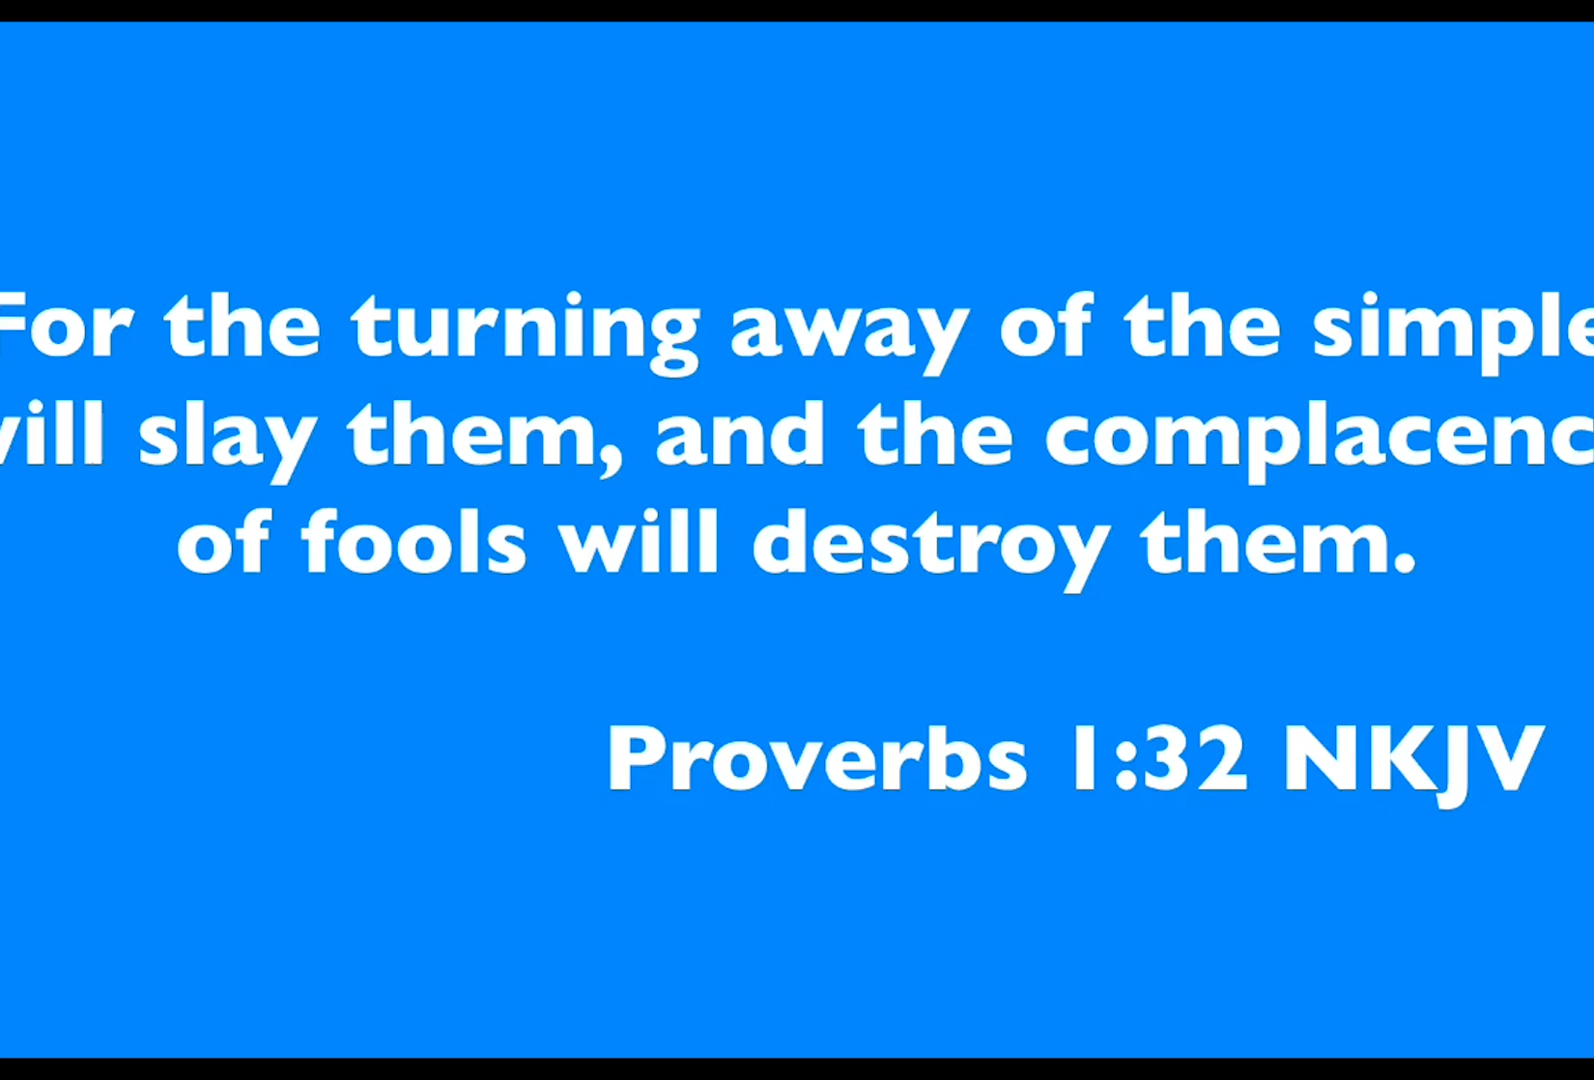 For the turning away of the simple
will slay them, and the complacenc
of fools will destroy them.
Proverbs 1:32 NKJV